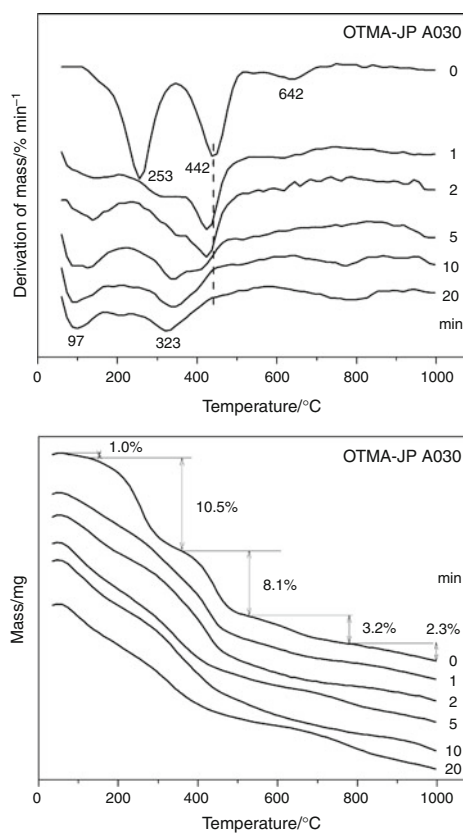 OTMA-JP A030
Derivation of mass/% min⁻¹
0
253
442
642
1
2
5
10
20
min
97
323
0 200 400 600 800 1000
Temperature/°C
OTMA-JP A030
Mass/mg
1.0%
10.5%
8.1%
min
3.2%
2.3%
0
1
2
5
10
20
0 200 400 600 800 1000
Temperature/°C